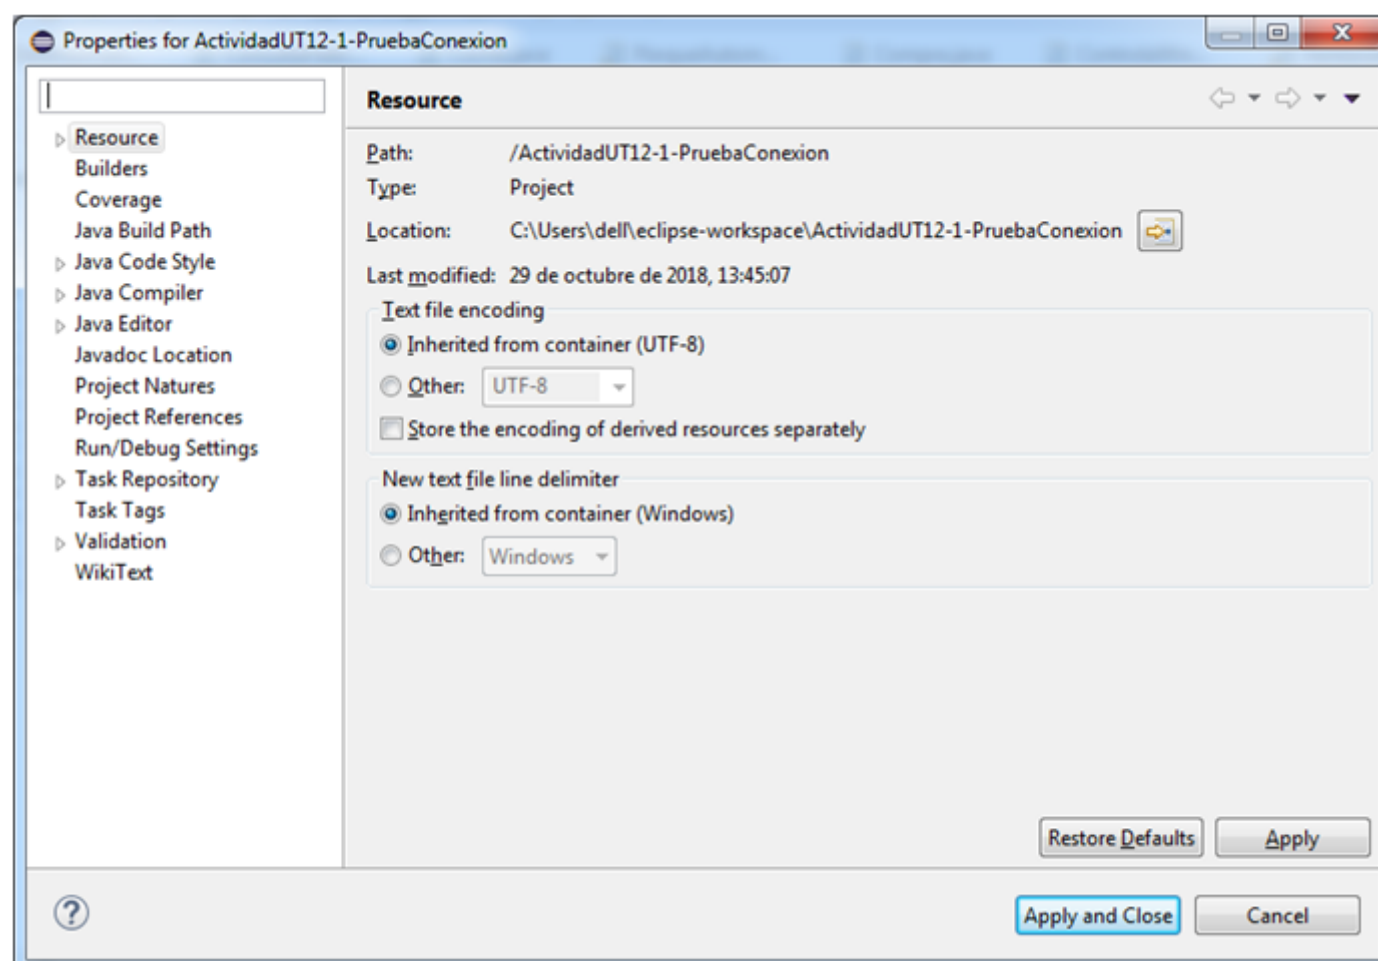 Properties for ActividadUT12-1-PruebaConexion
Resource
Builders
Coverage
Java Build Path
Java Code Style
Java Compiler
Java Editor
Javadoc Location
Project Natures
Project References
Run/Debug Settings
Task Repository
Task Tags
Validation
WikiText
Resource
Path: /ActividadUT12-1-PruebaConexion
Type: Project
Location: C:\Users\dell\eclipse-workspace\ActividadUT12-1-PruebaConexion
Last modified: 29 de octubre de 2018, 13:45:07
Text file encoding
Inherited from container (UTF-8)
Other: UTF-8
Store the encoding of derived resources separately
New text file line delimiter
Inherited from container (Windows)
Other: Windows
Restore Defaults Apply
? Apply and Close Cancel